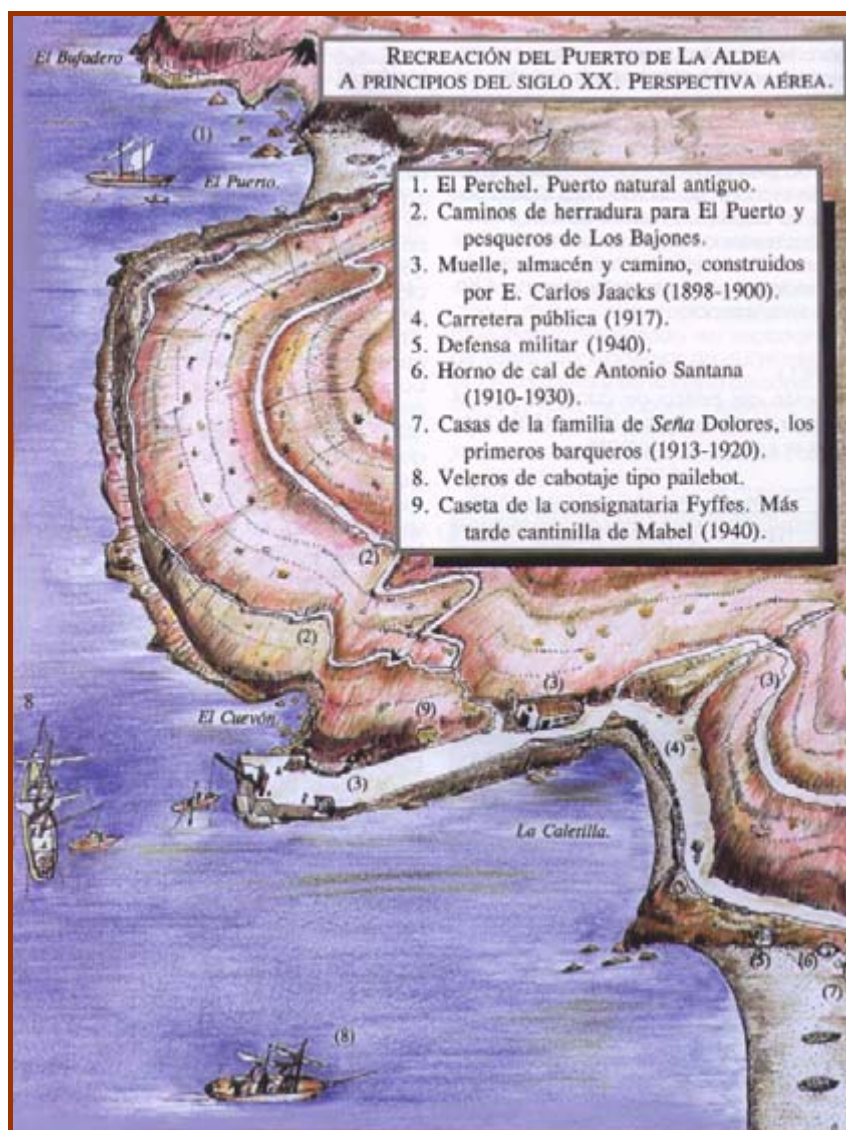 RECREACIÓN DEL PUERTO DE LA ALDEA
A PRINCIPIOS DEL SIGLO XX. PERSPECTIVA AÉREA.
El Bufadero
(1)
El Puerto.
1. El Perchel. Puerto natural antiguo.
2. Caminos de herradura para El Puerto y
pesqueros de Los Bajones.
3. Muelle, almacén y camino, construidos
por E. Carlos Jaacks (1898-1900).
4. Carretera pública (1917).
5. Defensa militar (1940).
6. Horno de cal de Antonio Santana
(1910-1930).
7. Casas de la familia de Seña Dolores, los
primeros barqueros (1913-1920).
8. Veleros de cabotaje tipo pailebot.
9. Caseta de la consignataria Fyffes. Más
tarde cantinilla de Mabel (1940).
(2)
(2)
(3)
(3)
8
El Cuevón.
(9)
(4)
(3)
La Caletilla.
(5)
(6)
(7)
(8)